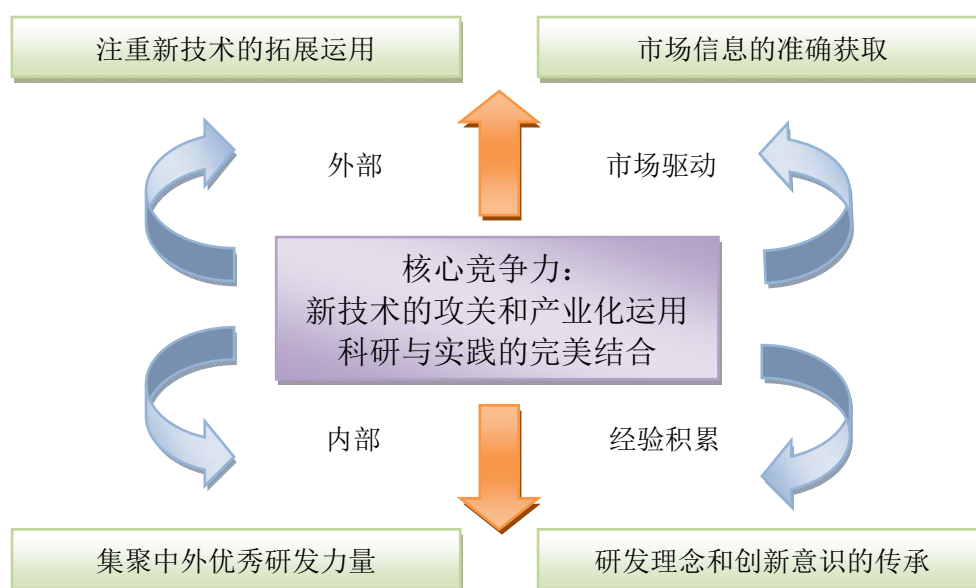 注重新技术的拓展运用
市场信息的准确获取
外部
市场驱动
核心竞争力：
新技术的攻关和产业化运用
科研与实践的完美结合
内部
经验积累
集聚中外优秀研发力量
研发理念和创新意识的传承